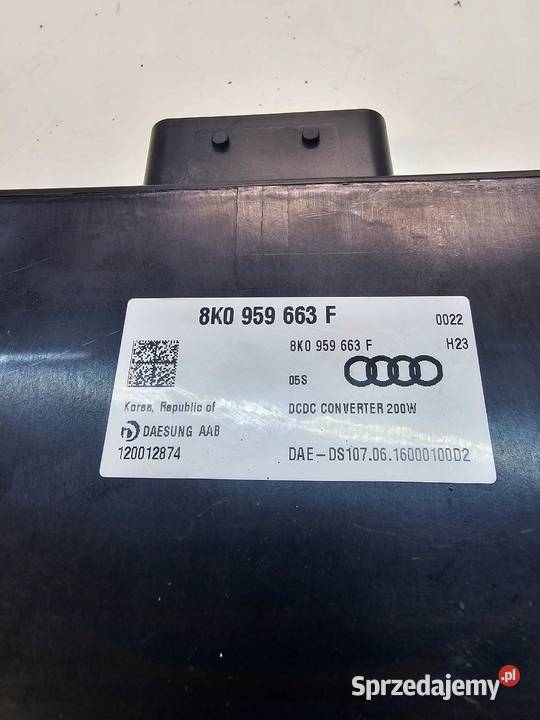 8K0 959 663 F
0022
8K0 959 663 F
H23
05S
Korea, Republic of
DCDC CONVERTER 200W
DAESUNG AAB
120012874
DAE-DS107.06.16000100D2
Sprzedajemy.pl